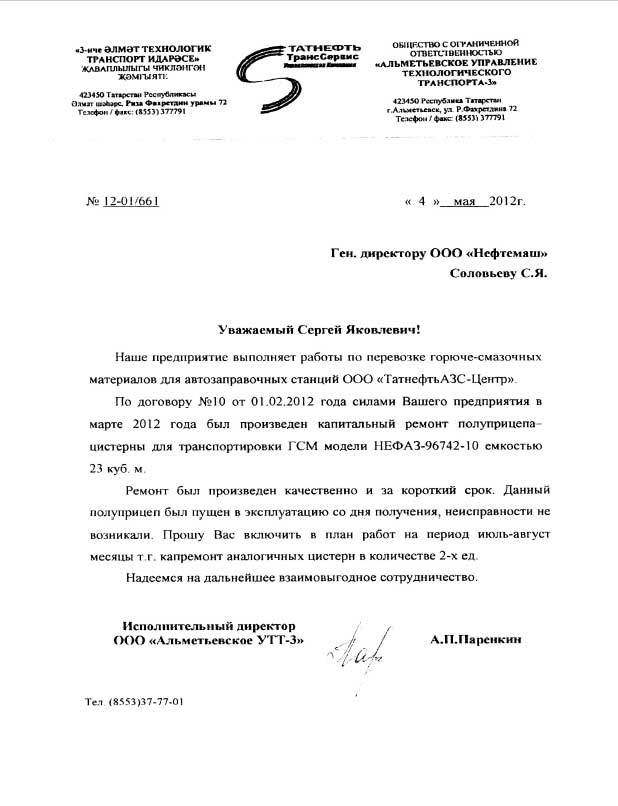 «3-нче ӘЛМӘТ ТЕХНОЛОГИК
ТРАНСПОРТ ИДАРӘСЕ»
ҖАВАПЛЫЛЫГЫ ЧИКЛӘНГӘН
ҖӘМГЫЯТЕ
423450 Татарстан Республикасы
Әлмәт шәһәре, Риза Фәхретдин урамы 72
Телефон / факс: (8553) 377791
ТАТНЕФТЬ
ТрансСервис
Управляющая Компания
ОБЩЕСТВО С ОГРАНИЧЕННОЙ
ОТВЕТСТВЕННОСТЬЮ
«АЛЬМЕТЬЕВСКОЕ УПРАВЛЕНИЕ
ТЕХНОЛОГИЧЕСКОГО
ТРАНСПОРТА-3»
423450 Республика Татарстан
г.Альметьевск, ул. Р.Фахретдина 72
Телефон / факс: (8553) 377791
№ 12-01/661
« 4 » мая 2012г.
Ген. директору ООО «Нефтемаш»
Соловьеву С.Я.
Уважаемый Сергей Яковлевич!
Наше предприятие выполняет работы по перевозке горюче-смазочных
материалов для автозаправочных станций ООО «ТатнефтьАЗС-Центр».
По договору №10 от 01.02.2012 года силами Вашего предприятия в
марте 2012 года был произведен капитальный ремонт полуприцепа–
цистерны для транспортировки ГСМ модели НЕФАЗ-96742-10 емкостью
23 куб. м.
Ремонт был произведен качественно и за короткий срок. Данный
полуприцеп был пущен в эксплуатацию со дня получения, неисправности не
возникали. Прошу Вас включить в план работ на период июль-август
месяцы т.г. капремонт аналогичных цистерн в количестве 2-х ед.
Надеемся на дальнейшее взаимовыгодное сотрудничество.
Исполнительный директор
ООО «Альметьевское УТТ-3»
А.П.Паренкин
Тел. (8553)37-77-01